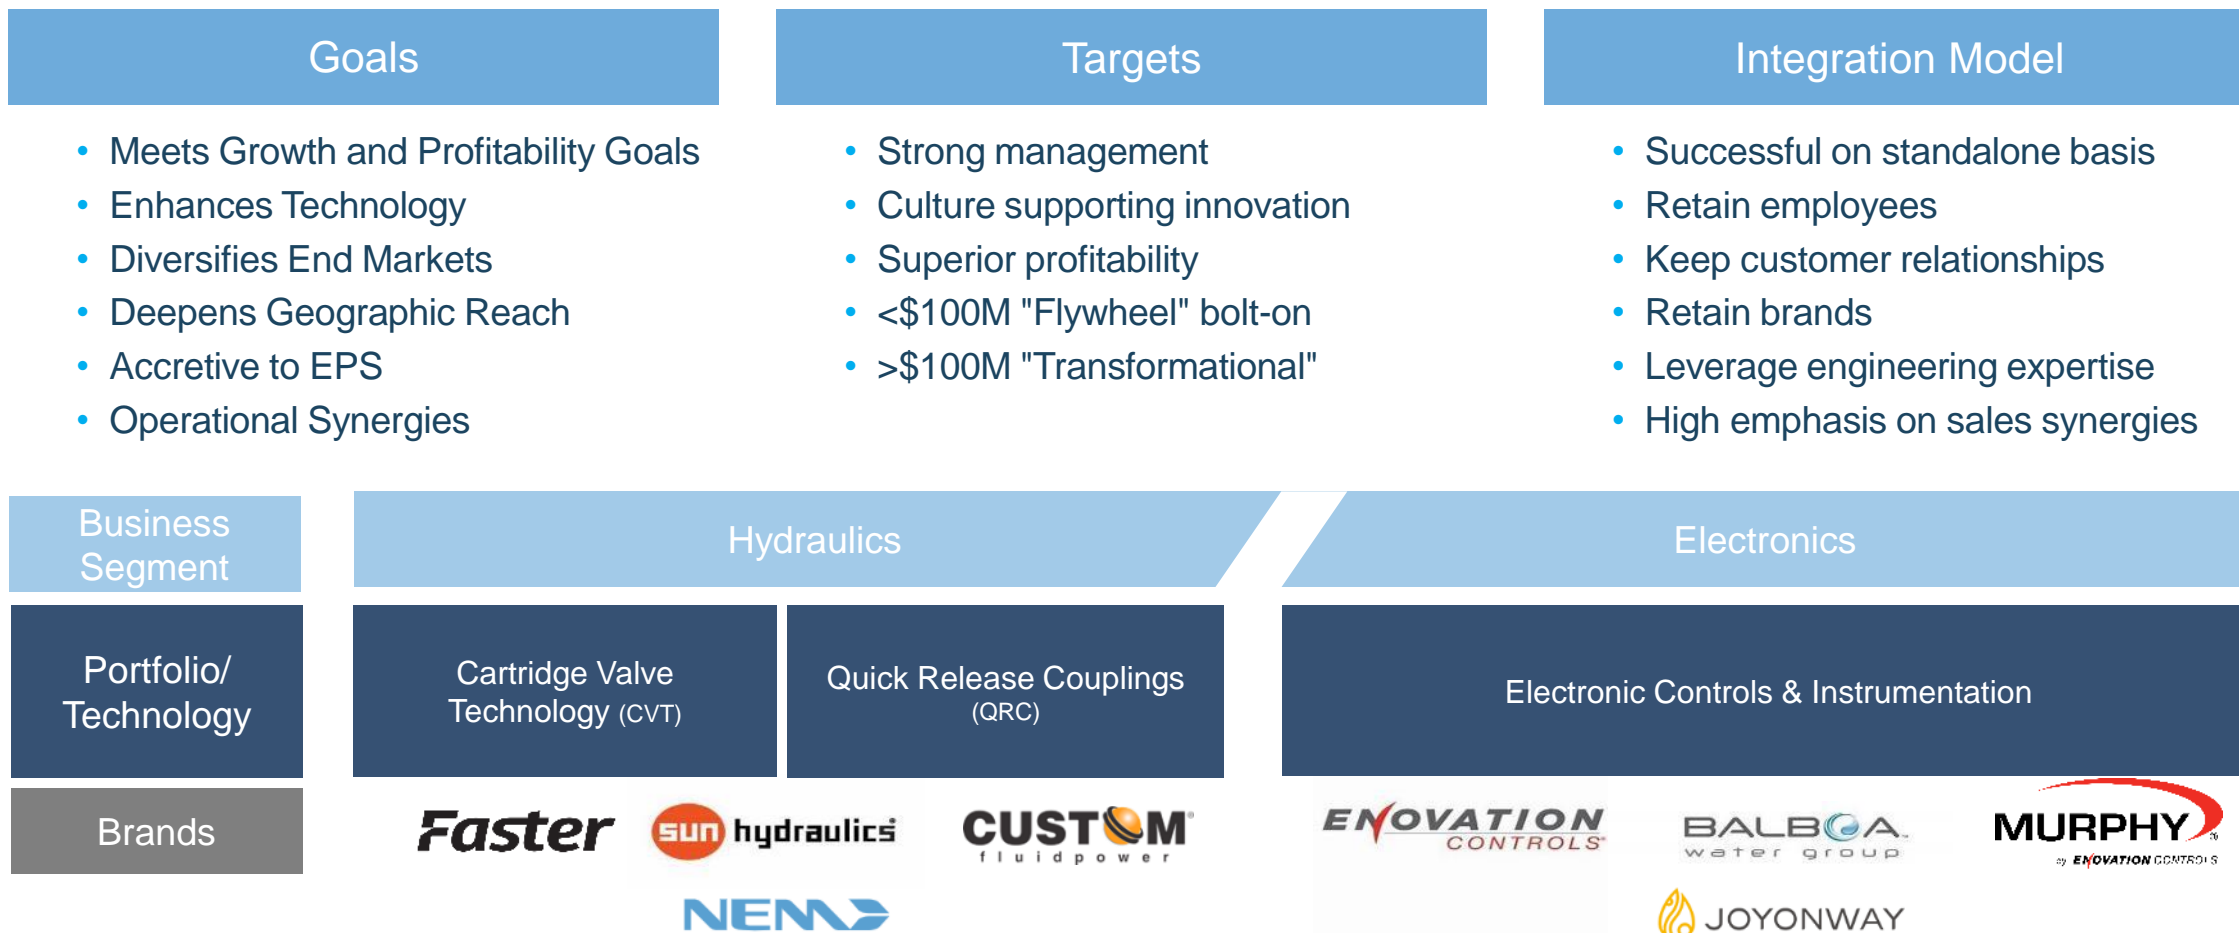 Goals
Targets
Integration Model
• Meets Growth and Profitability Goals
• Enhances Technology
• Diversifies End Markets
• Deepens Geographic Reach
• Accretive to EPS
• Operational Synergies
• Strong management
• Culture supporting innovation
• Superior profitability
• <$100M "Flywheel" bolt-on
• >$100M "Transformational"
• Successful on standalone basis
• Retain employees
• Keep customer relationships
• Retain brands
• Leverage engineering expertise
• High emphasis on sales synergies
Business
Segment
Hydraulics
Electronics
Portfolio/
Technology
Cartridge Valve
Technology (CVT)
Quick Release Couplings
(QRC)
Electronic Controls & Instrumentation
Brands
Faster
sun hydraulics
CUSTOM®
fluidpower
ENOVATION
CONTROLS
BALBOA
water group
MURPHY®
by ENOVATION CONTROLS
NEM
JOYONWAY